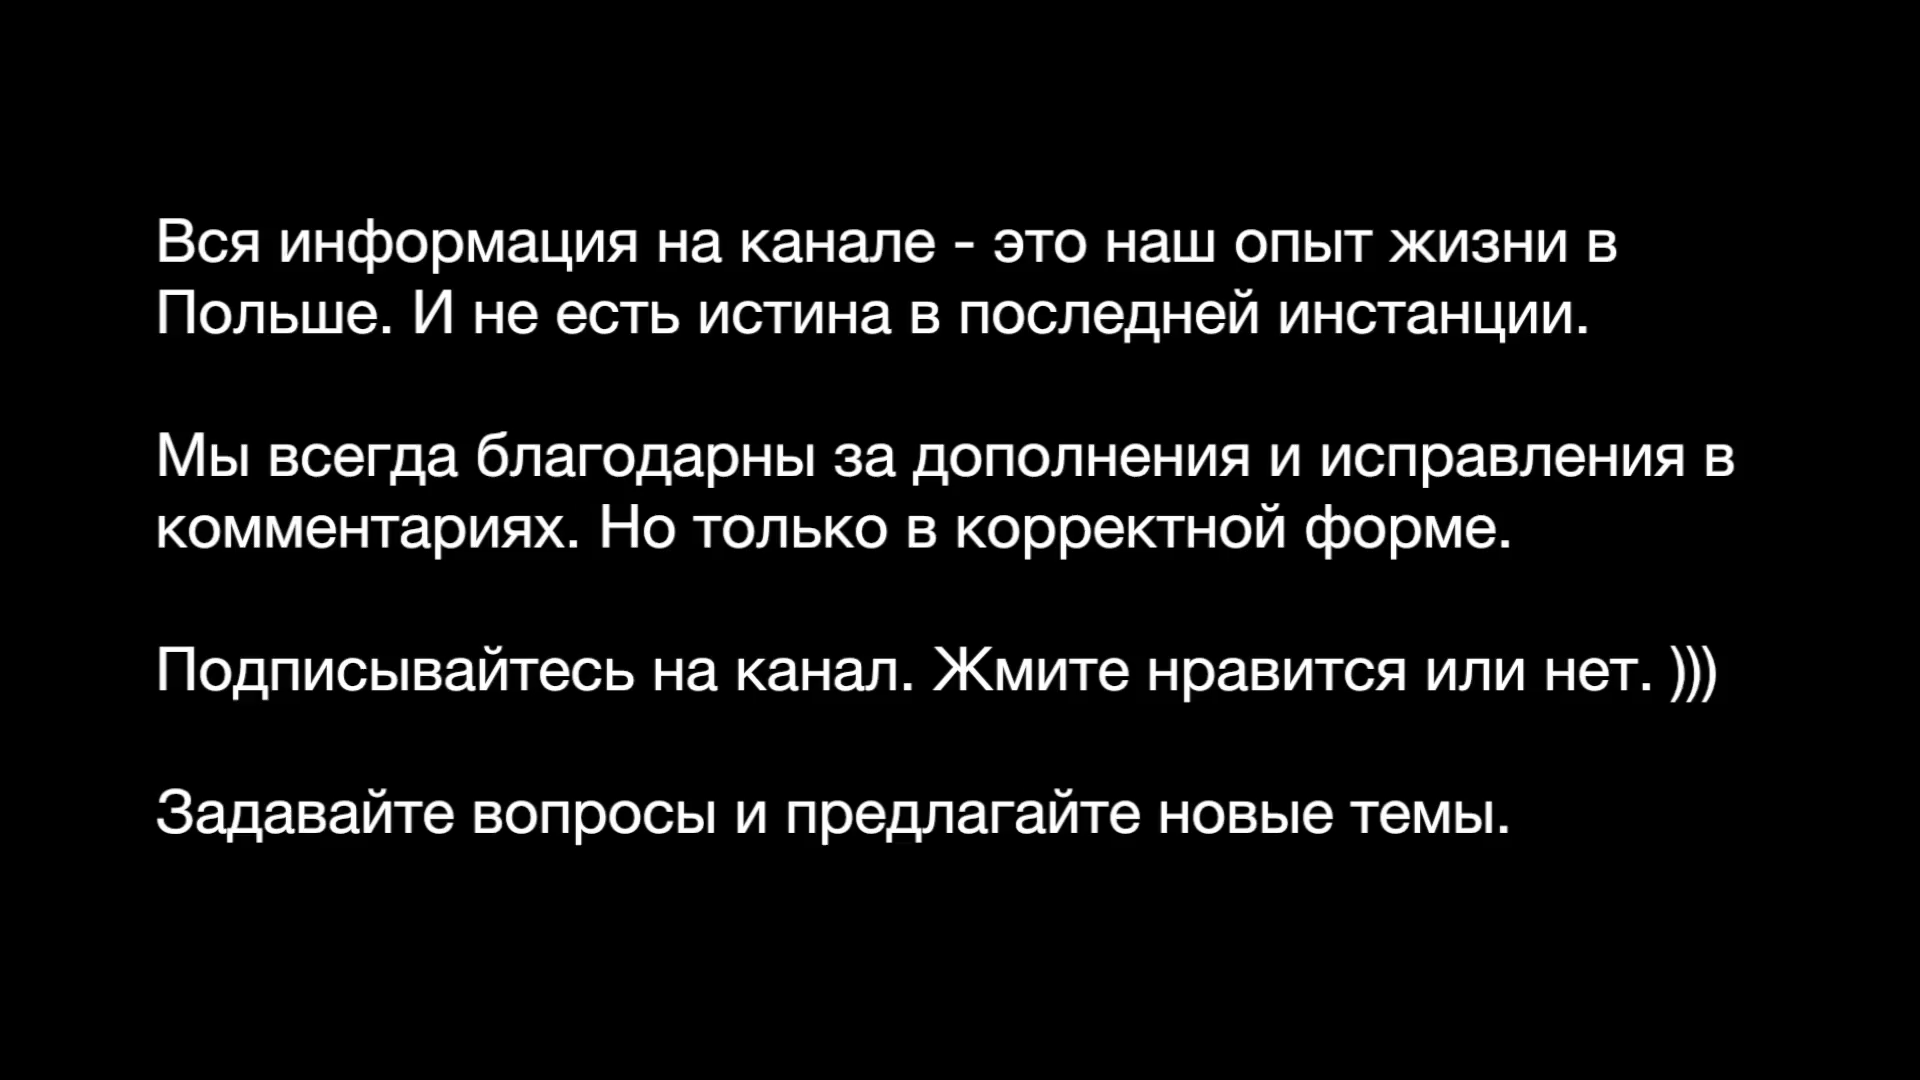 Вся информация на канале - это наш опыт жизни в
Польше. И не есть истина в последней инстанции.
Мы всегда благодарны за дополнения и исправления в
комментариях. Но только в корректной форме.
Подписывайтесь на канал. Жмите нравится или нет. )))
Задавайте вопросы и предлагайте новые темы.